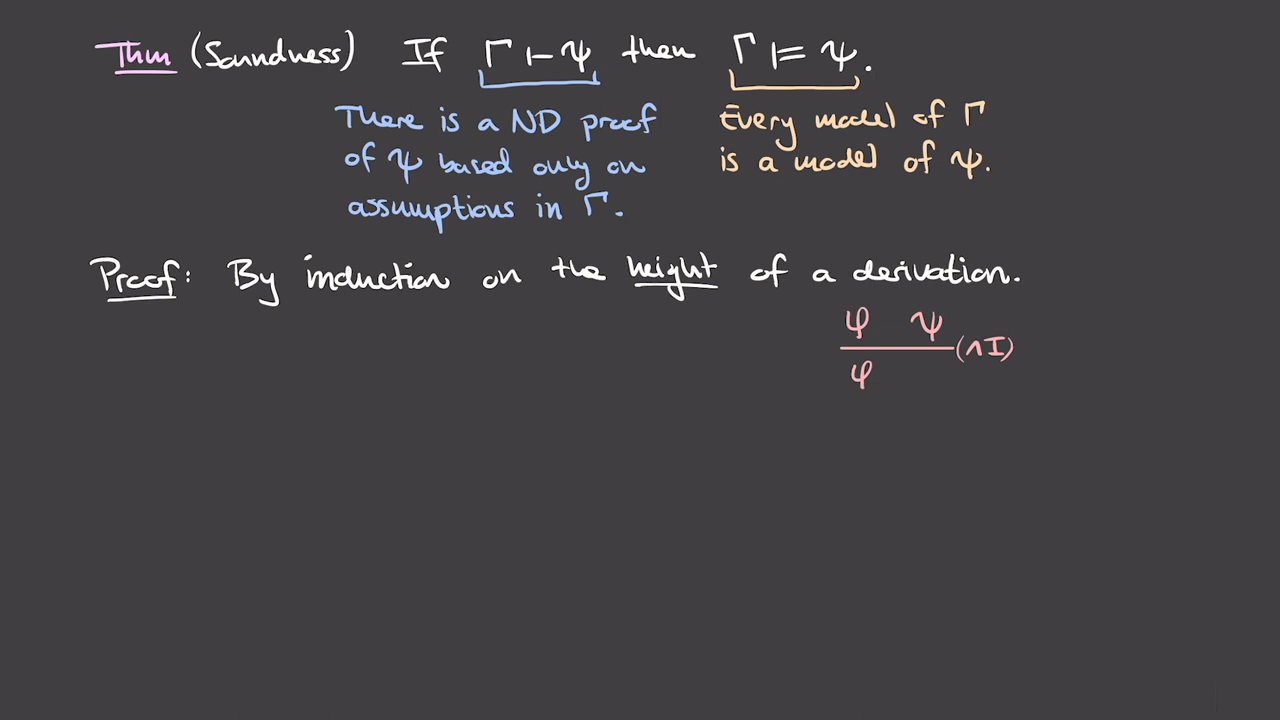 Thm (Soundness) If Γ ⊢ ψ then Γ ⊨ ψ.
There is a ND proof
of ψ based only on
assumptions in Γ.
Every model of Γ
is a model of ψ.
Proof: By induction on the height of a derivation.
φ ψ
(∧I)
φ